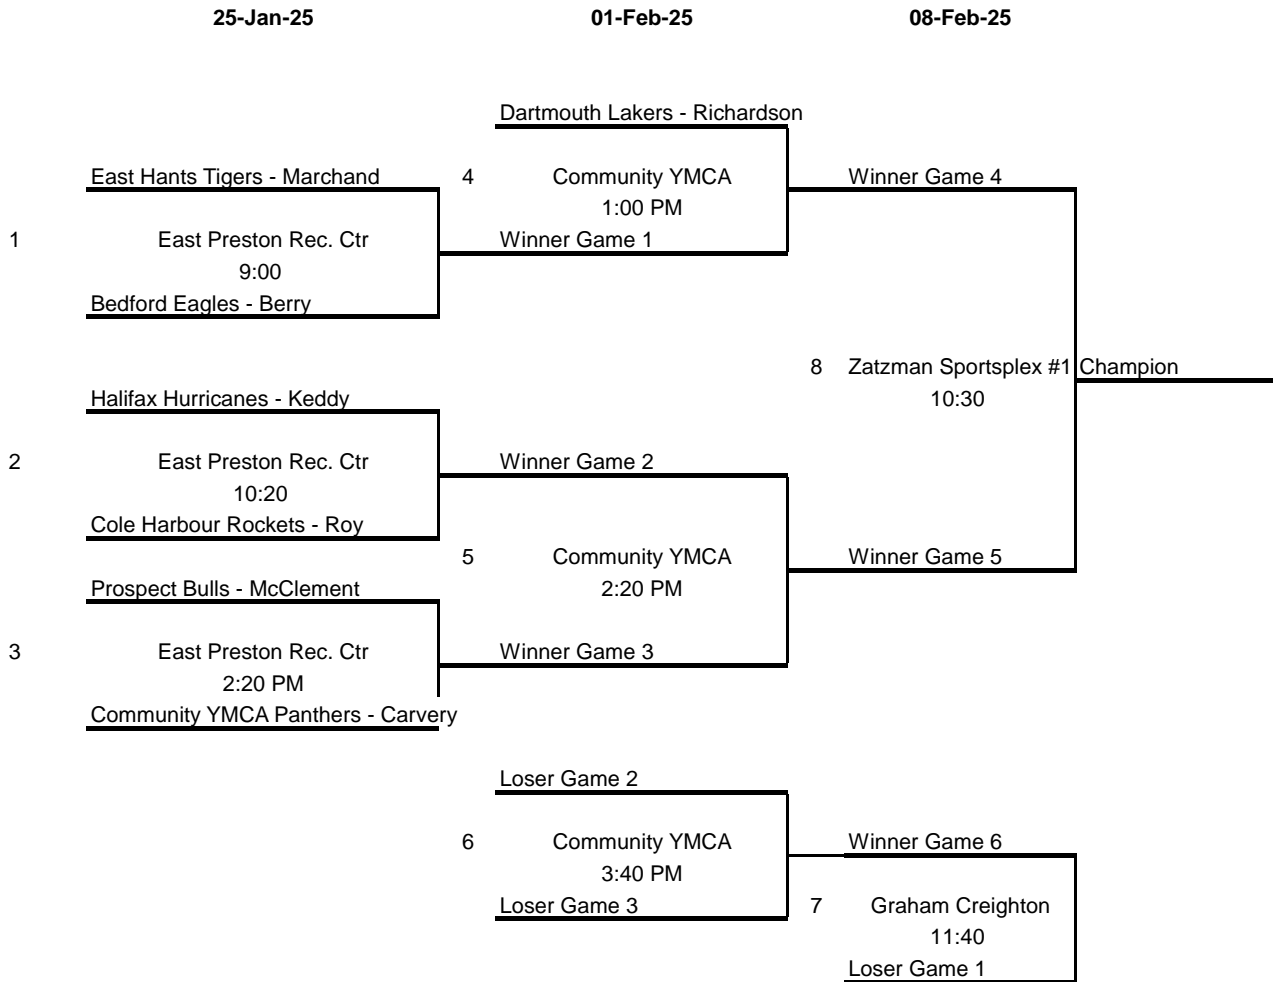 25-Jan-25 01-Feb-25 08-Feb-25
Dartmouth Lakers - Richardson
East Hants Tigers - Marchand 4 Community YMCA Winner Game 4
1:00 PM
1 East Preston Rec. Ctr Winner Game 1
9:00
Bedford Eagles - Berry
8 Zatzman Sportsplex #1 Champion
Halifax Hurricanes - Keddy 10:30
2 East Preston Rec. Ctr Winner Game 2
10:20
Cole Harbour Rockets - Roy
5 Community YMCA Winner Game 5
Prospect Bulls - McClement 2:20 PM
3 East Preston Rec. Ctr Winner Game 3
2:20 PM
Community YMCA Panthers - Carvery
Loser Game 2
6 Community YMCA Winner Game 6
3:40 PM
Loser Game 3 7 Graham Creighton
11:40
Loser Game 1